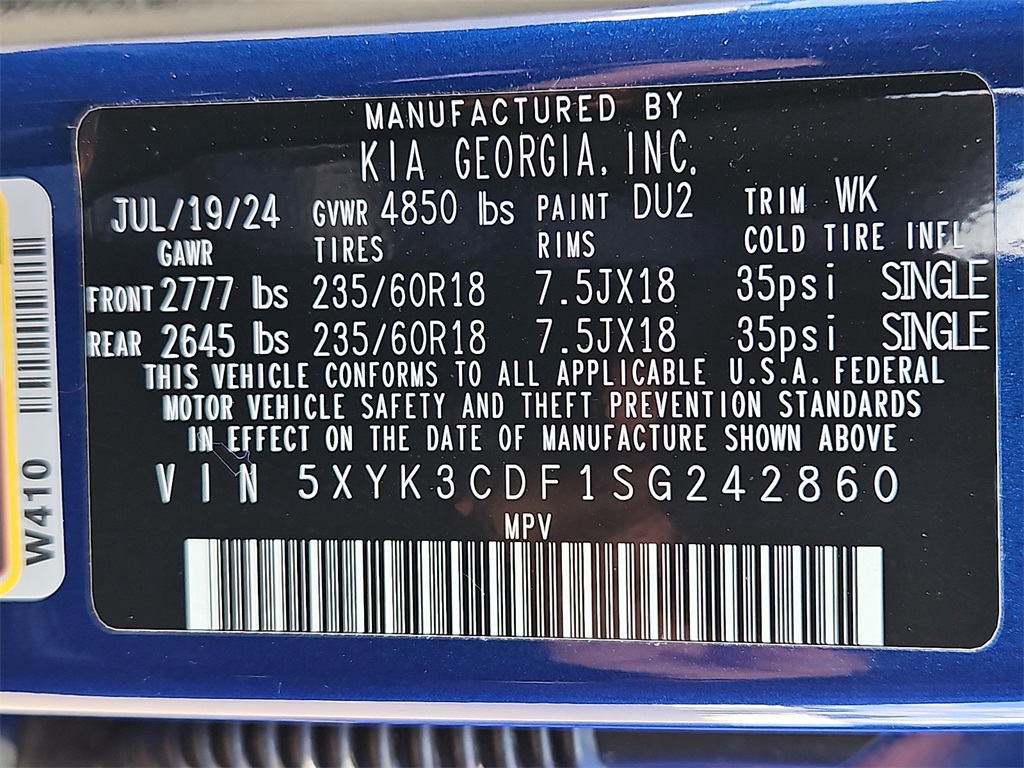 MANUFACTURED BY
KIA GEORGIA, INC.
JUL/19/24 GVWR 4850 lbs PAINT DU2 TRIM WK
GAWR TIRES RIMS COLD TIRE INFL
FRONT 2777 lbs 235/60R18 7.5JX18 35psi SINGLE
REAR 2645 lbs 235/60R18 7.5JX18 35psi SINGLE
THIS VEHICLE CONFORMS TO ALL APPLICABLE U.S.A. FEDERAL
MOTOR VEHICLE SAFETY AND THEFT PREVENTION STANDARDS
IN EFFECT ON THE DATE OF MANUFACTURE SHOWN ABOVE
VIN 5XYK3CDF1SG242860
MPV
W410